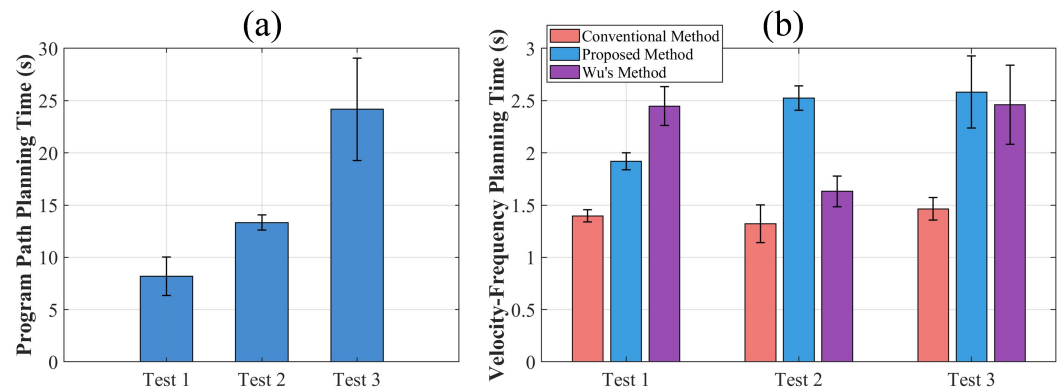 (a)
Program Path Planning Time (s)
30
25
20
15
10
5
0
Test 1
Test 2
Test 3
(b)
Velocity-Frequency Planning Time (s)
Conventional Method
Proposed Method
Wu's Method
3
2.5
2
1.5
1
0.5
0
Test 1
Test 2
Test 3